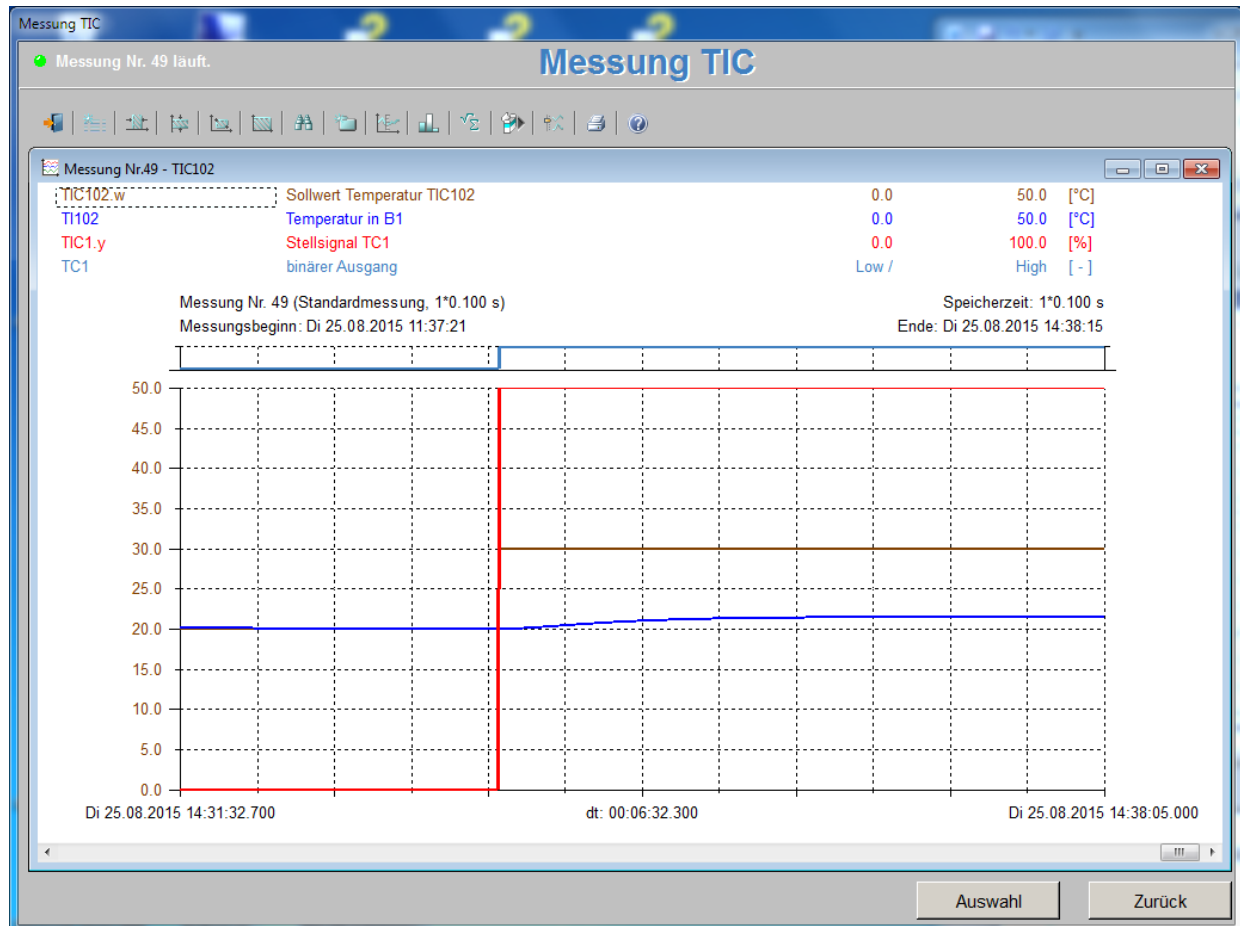 Messung TIC
Messung Nr. 49 läuft.
Messung TIC
Messung Nr.49 - TIC102
TIC102.w Sollwert Temperatur TIC102 0.0 50.0 [°C]
TI102 Temperatur in B1 0.0 50.0 [°C]
TIC1.y Stellsignal TC1 0.0 100.0 [%]
TC1 binärer Ausgang Low / High [ - ]
Messung Nr. 49 (Standardmessung, 1*0.100 s) Speicherzeit: 1*0.100 s
Messungsbeginn: Di 25.08.2015 11:37:21 Ende: Di 25.08.2015 14:38:15
50.0
45.0
40.0
35.0
30.0
25.0
20.0
15.0
10.0
5.0
0.0
Di 25.08.2015 14:31:32.700 dt: 00:06:32.300 Di 25.08.2015 14:38:05.000
Auswahl Zurück